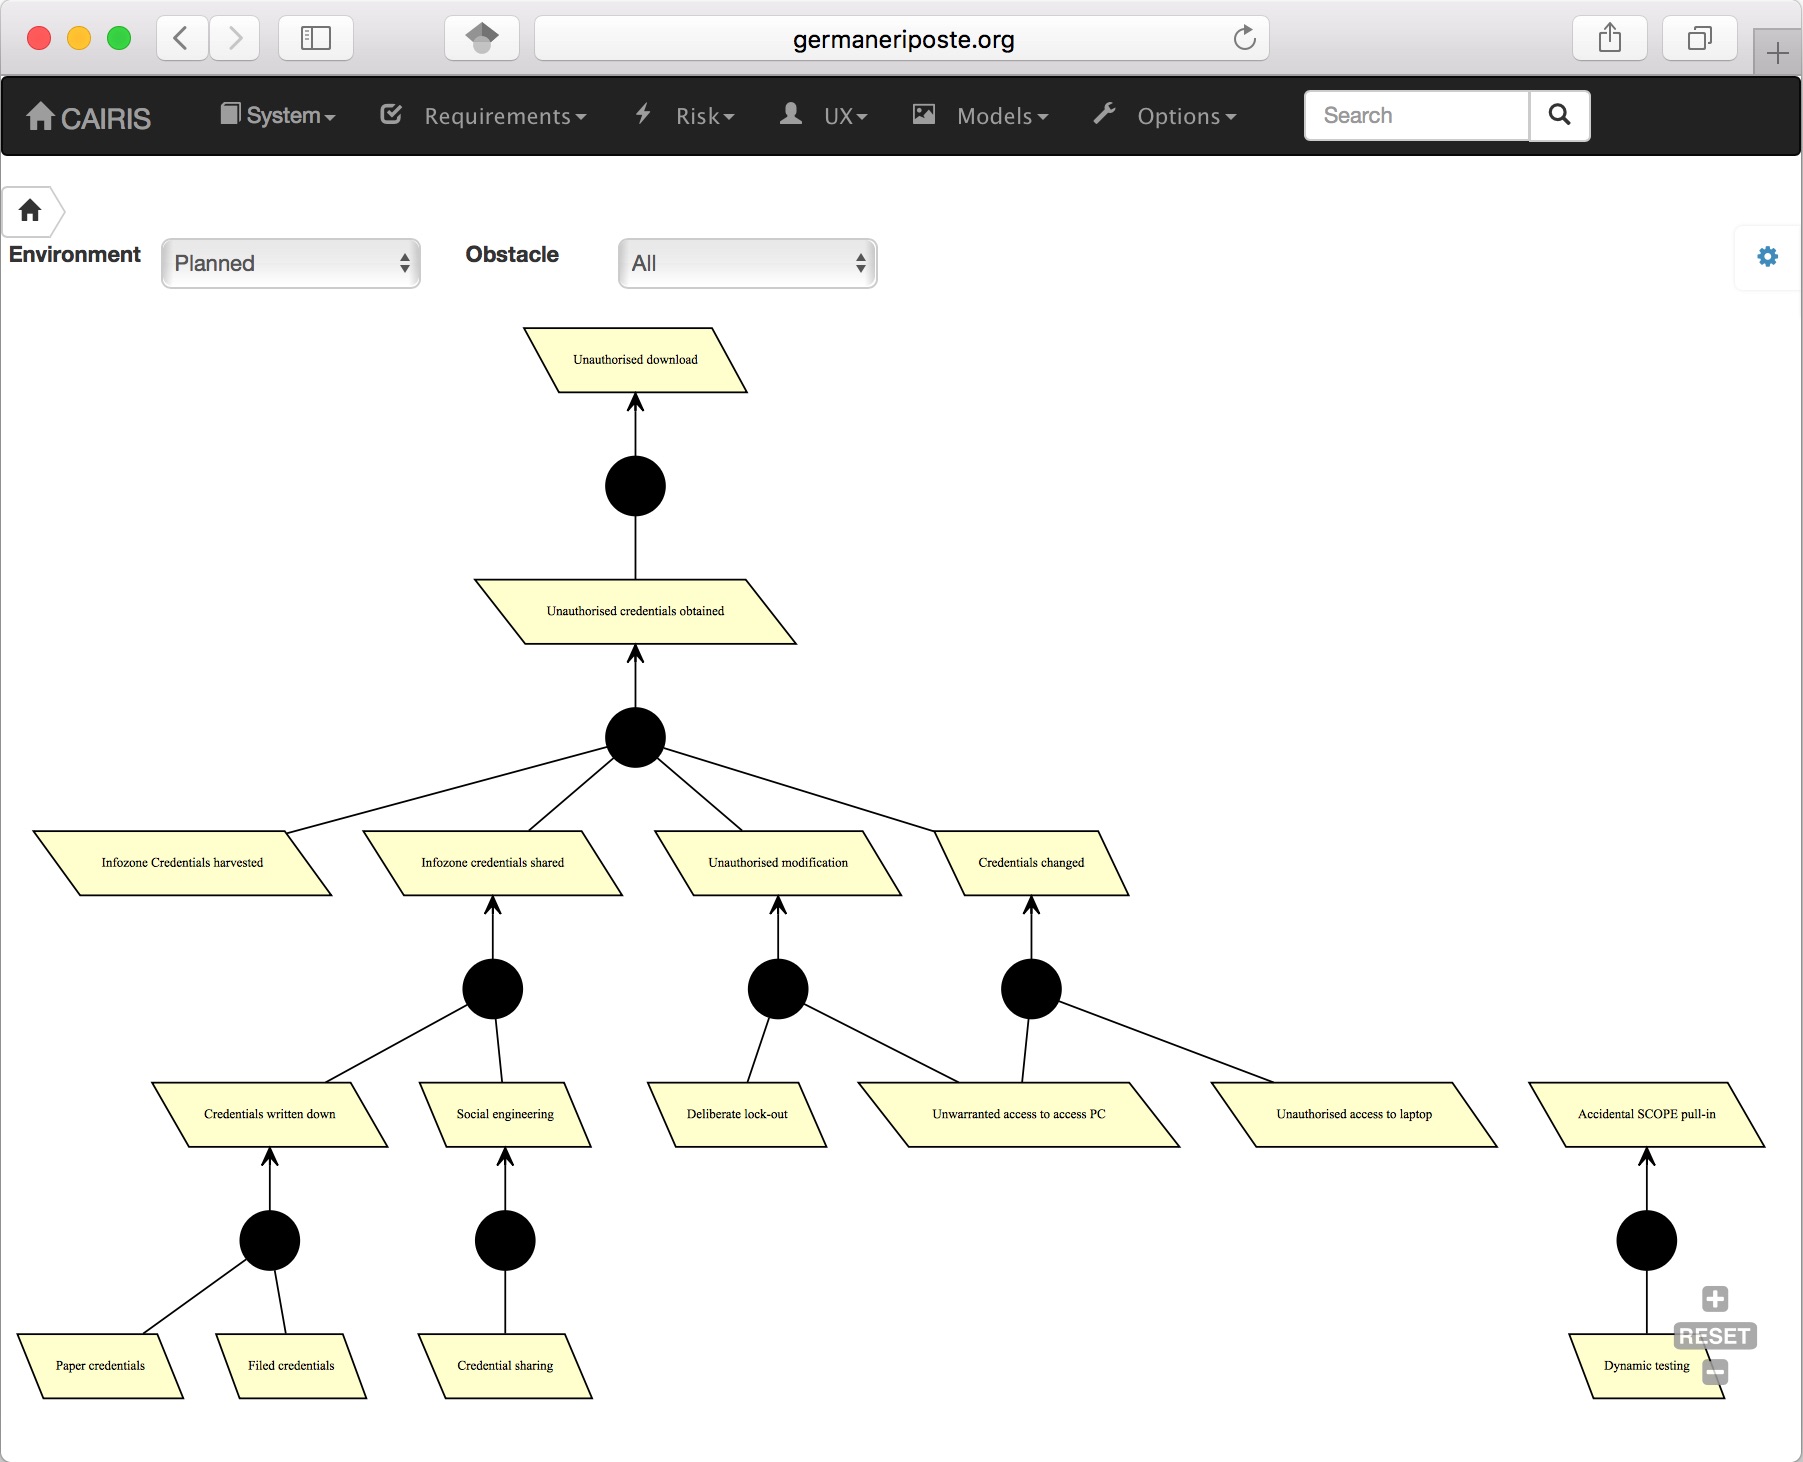 germaneriposte.org
CAIRIS System Requirements Risk UX Models Options Search
Environment Planned Obstacle All
Unauthorised download
Unauthorised credentials obtained
Infozone Credentials harvested Infozone credentials shared Unauthorised modification Credentials changed
Credentials written down Social engineering Deliberate lock-out Unwarranted access to access PC Unauthorised access to laptop Accidental SCOPE pull-in
RESET
Paper credentials Filed credentials Credential sharing Dynamic testing